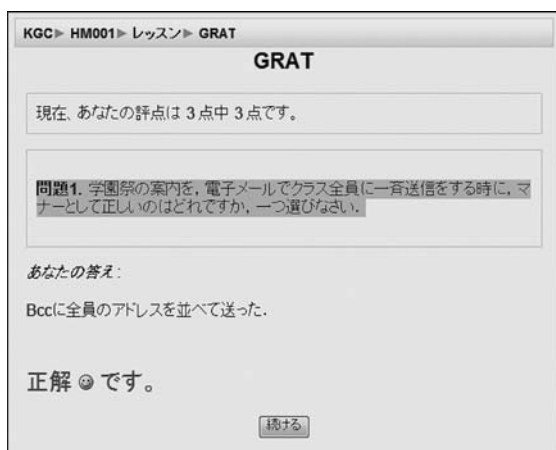 KGC▶ HM001▶ レッスン▶ GRAT
GRAT
現在、あなたの評点は 3 点中 3 点です。
問題1. 学園祭の案内を，電子メールでクラス全員に一斉送信をする時に，マ
ナーとして正しいのはどれですか，一つ選びなさい．
あなたの答え:
Bccに全員のアドレスを並べて送った．
正解 です。
続ける